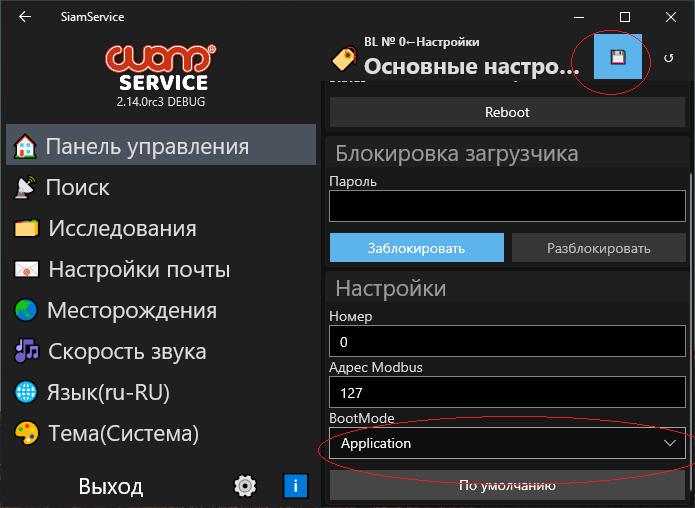 SiamService
сиамп®
SERVICE
2.14.0rc3 DEBUG
Панель управления
Поиск
Исследования
Настройки почты
Месторождения
Скорость звука
Язык(ru-RU)
Тема(Система)
Выход
i
BL № 0←Настройки
Основные настро...
Reboot
Блокировка загрузчика
Пароль
Заблокировать
Разблокировать
Настройки
Номер
0
Адрес Modbus
127
BootMode
Application
По умолчанию